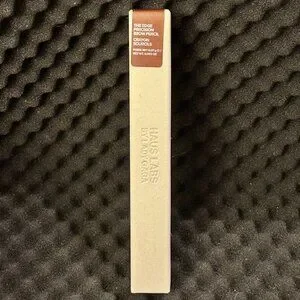 THE EDGE
PRECISION
BROW PENCIL
CRAYON
SOURCILS
HAUS LABS
BY LADY GAGA